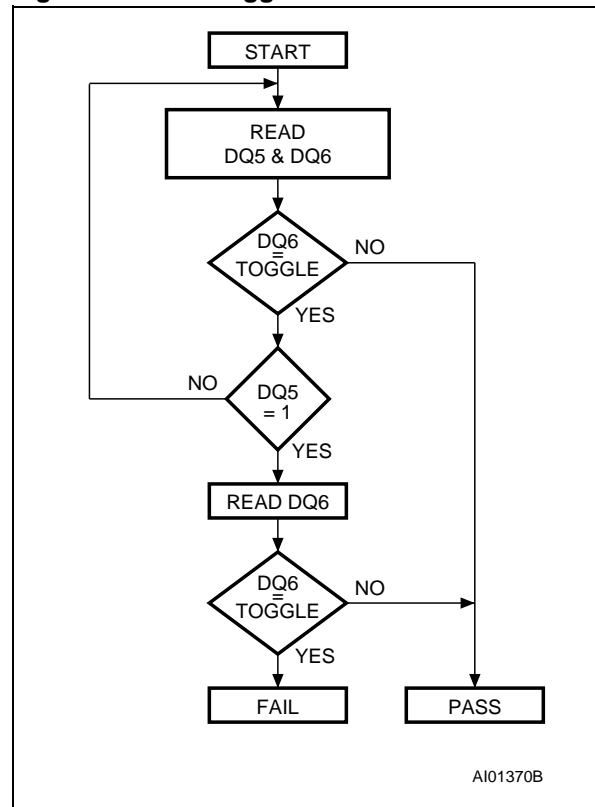 START
READ
DQ5 & DQ6
DQ6
=
TOGGLE
NO
YES
NO
DQ5
= 1
YES
READ DQ6
DQ6
=
TOGGLE
NO
YES
FAIL
PASS
AI01370B